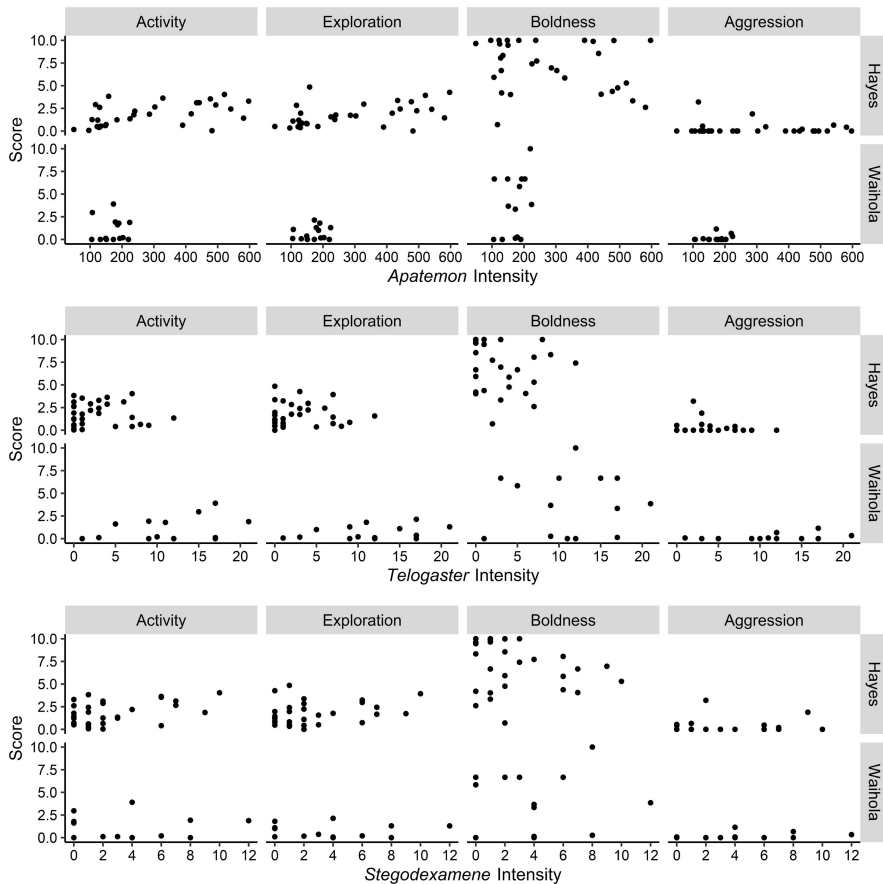 Activity Exploration Boldness Aggression
10.0
7.5
5.0
2.5
0.0
Hayes
Score
10.0
7.5
5.0
2.5
0.0
Waihola
100 200 300 400 500 600 100 200 300 400 500 600 100 200 300 400 500 600 100 200 300 400 500 600
Apatemon Intensity
Activity Exploration Boldness Aggression
10.0
7.5
5.0
2.5
0.0
Hayes
Score
10.0
7.5
5.0
2.5
0.0
Waihola
0 5 10 15 20 0 5 10 15 20 0 5 10 15 20 0 5 10 15 20
Telogaster Intensity
Activity Exploration Boldness Aggression
10.0
7.5
5.0
2.5
0.0
Hayes
Score
10.0
7.5
5.0
2.5
0.0
Waihola
0 2 4 6 8 10 12 0 2 4 6 8 10 12 0 2 4 6 8 10 12 0 2 4 6 8 10 12
Stegodexamene Intensity